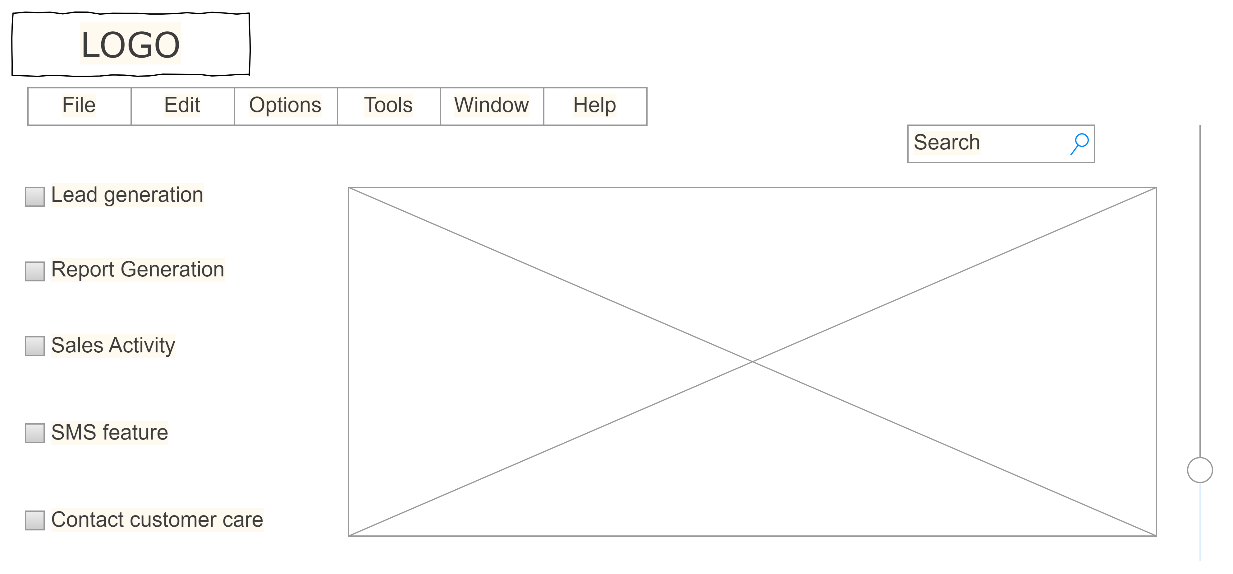 LOGO
File Edit Options Tools Window Help
Search
Lead generation
Report Generation
Sales Activity
SMS feature
Contact customer care